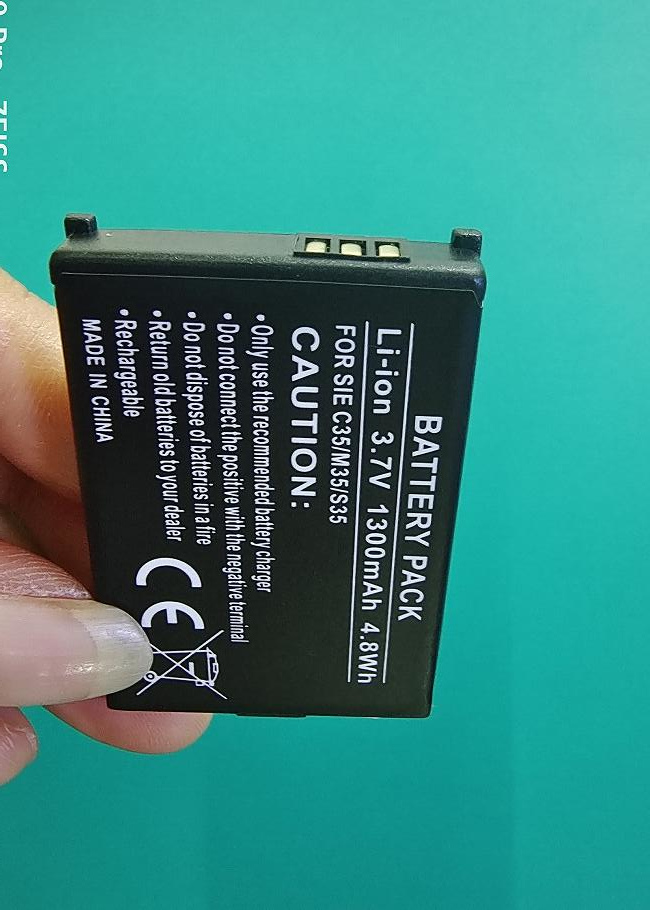 BATTERY PACK
Li-ion 3.7V 1300mAh 4.8Wh
FOR SIE C35/M35/S35
CAUTION:
•Only use the recommended battery charger
•Do not connect the positive with the negative terminal
•Do not dispose of batteries in a fire
•Return old batteries to your dealer
•Rechargeable
MADE IN CHINA
CE
Pro ZEISS